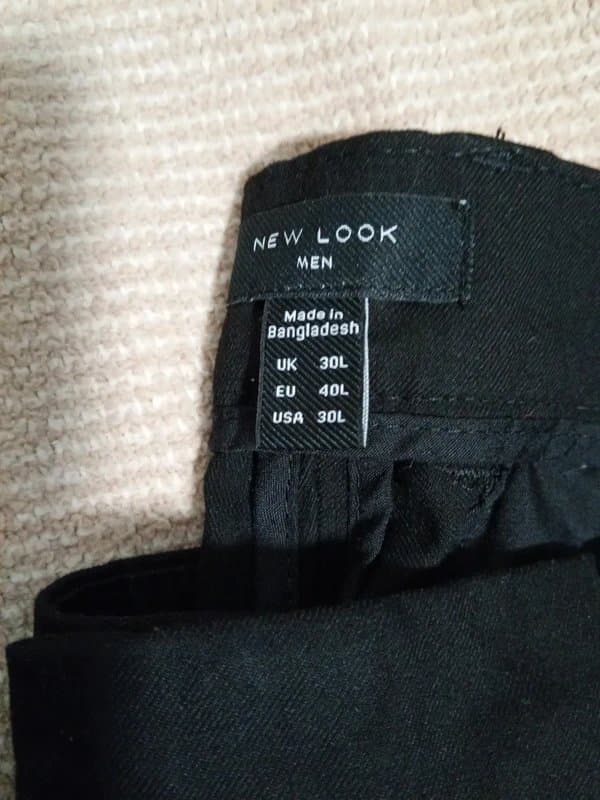 NEW LOOK
MEN
Made in
Bangladesh
UK 30L
EU 40L
USA 30L